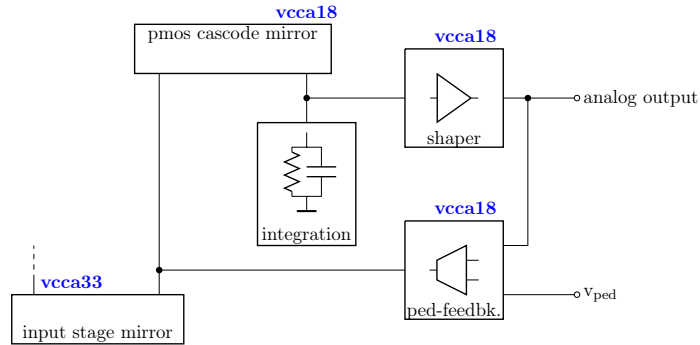 vcca18
pmos cascode mirror
vcca18
analog output
shaper
vcca18
integration
vcca33
vped
ped-feedbk.
input stage mirror